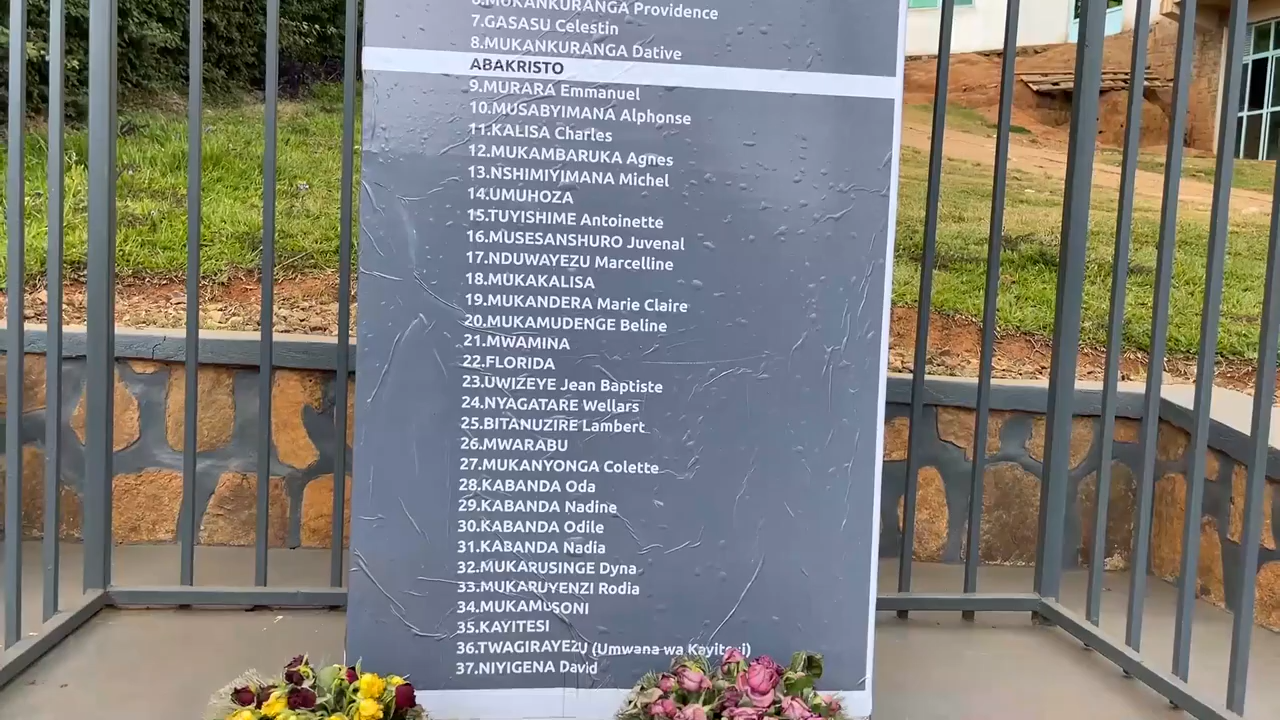 6.MUKANKURANGA Providence
7.GASASU Celestin
8.MUKANKURANGA Dative
ABAKRISTO
9.MURARA Emmanuel
10.MUSABYIMANA Alphonse
11.KALISA Charles
12.MUKAMBARUKA Agnes
13.NSHIMIYIMANA Michel
14.UMUHOZA
15.TUYISHIME Antoinette
16.MUSESANSHURO Juvenal
17.NDUWAYEZU Marcelline
18.MUKAKALISA
19.MUKANDERA Marie Claire
20.MUKAMUDENGE Beline
21.MWAMINA
22.FLORIDA
23.UWIZEYE Jean Baptiste
24.NYAGATARE Wellars
25.BITANUZIRE Lambert
26.MWARABU
27.MUKANYONGA Colette
28.KABANDA Oda
29.KABANDA Nadine
30.KABANDA Odile
31.KABANDA Nadia
32.MUKARUSINGE Dyna
33.MUKARUYENZI Rodia
34.MUKAMUSONI
35.KAYITESI
36.TWAGIRAYEZU (Umwana wa Kayitesi)
37.NIYIGENA David